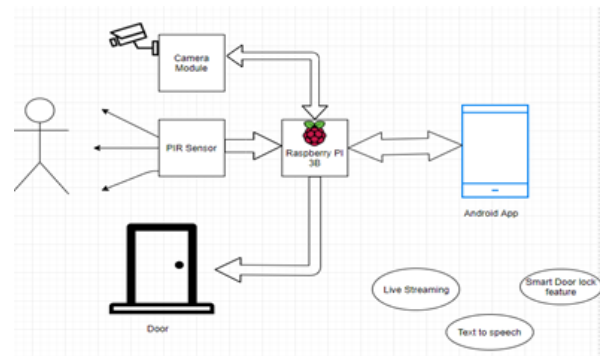 Camera
Module
PIR Sensor
Raspberry PI
3B
Android App
Door
Live Streaming
Smart Door lock
feature
Text to speech